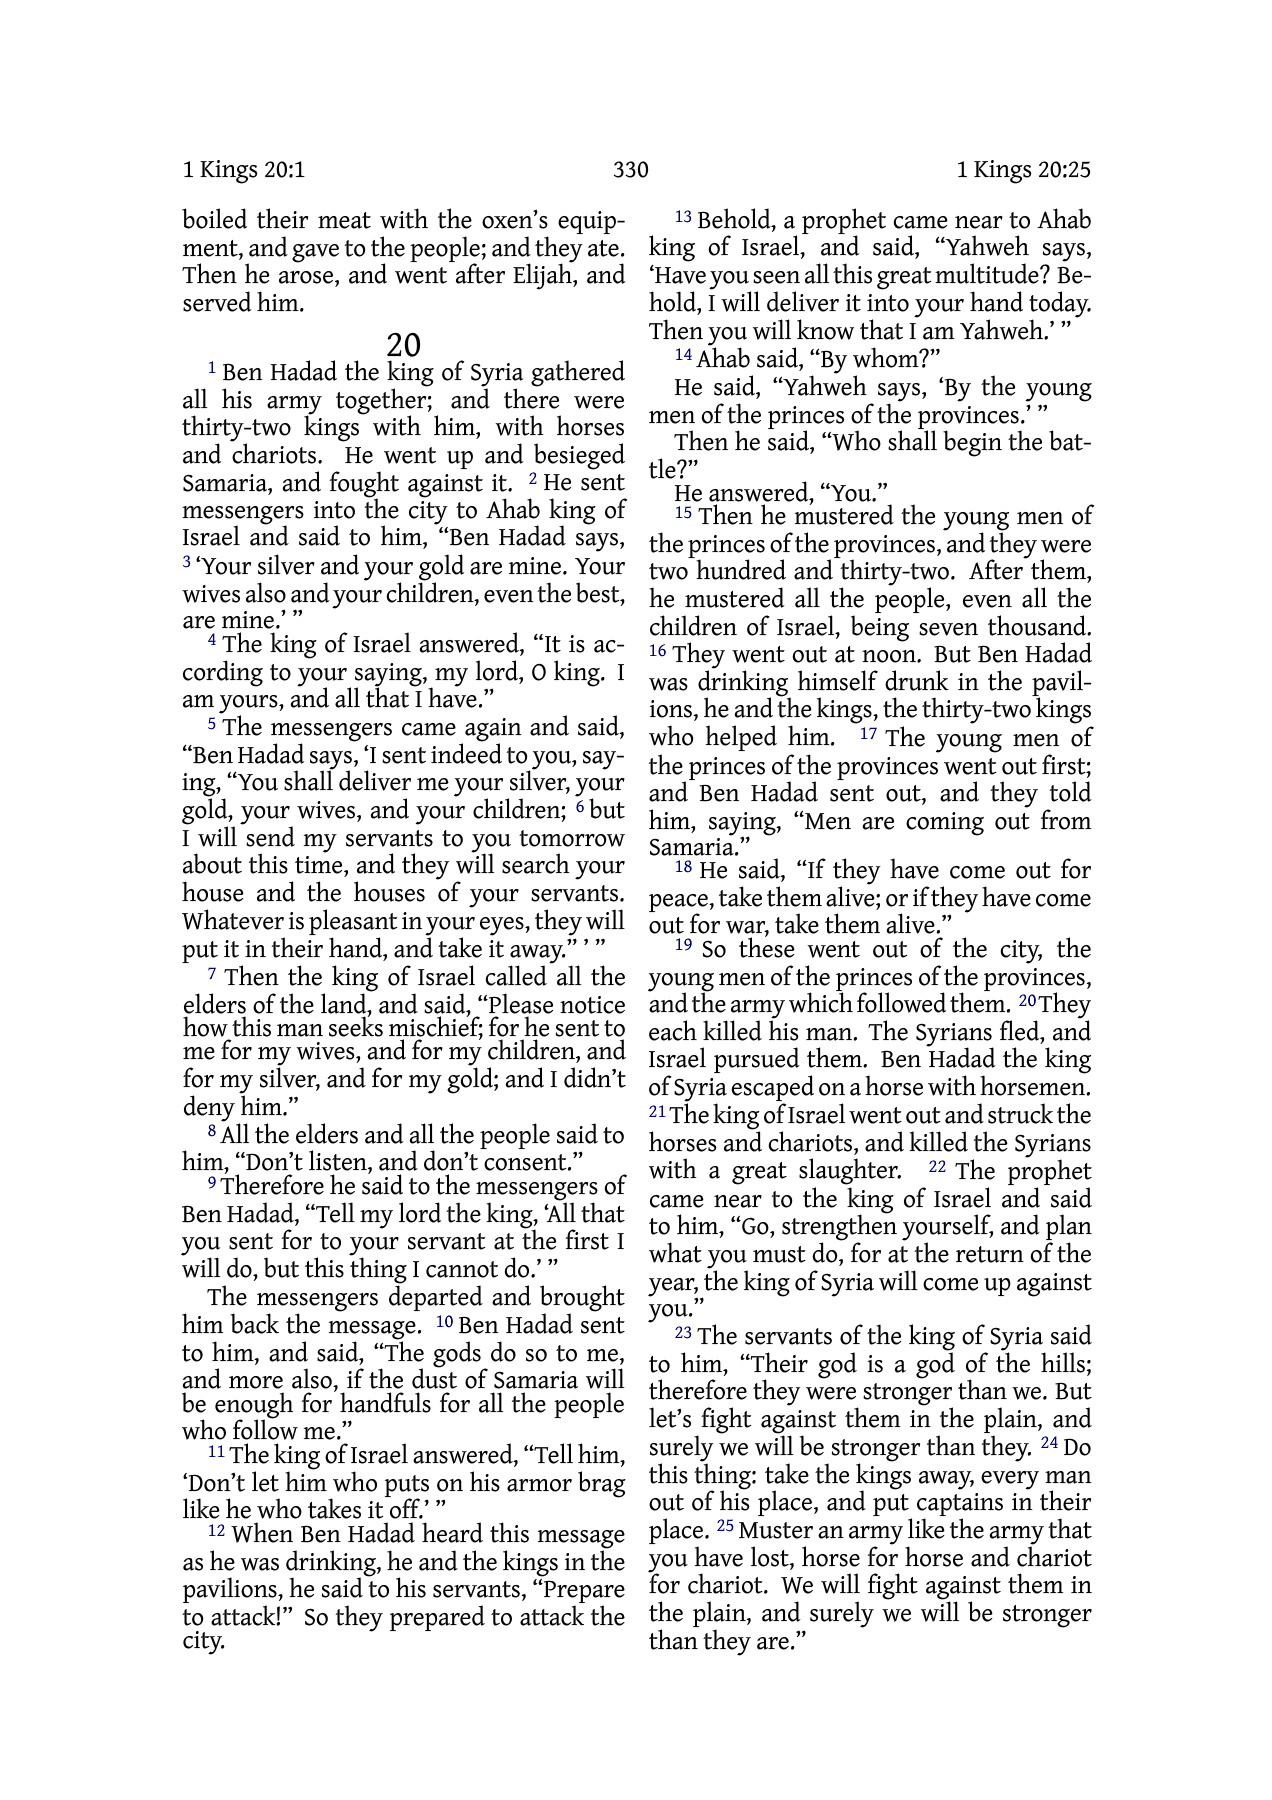 1 Kings 20:1 330 1 Kings 20:25
boiled their meat with the oxen’s equip-
ment, and gave to the people; and they ate.
Then he arose, and went after Elijah, and
served him.
20
1 Ben Hadad the king of Syria gathered
all his army together; and there were
thirty-two kings with him, with horses
and chariots. He went up and besieged
Samaria, and fought against it. 2 He sent
messengers into the city to Ahab king of
Israel and said to him, “Ben Hadad says,
3 ‘Your silver and your gold are mine. Your
wives also and your children, even the best,
are mine.’ ”
4 The king of Israel answered, “It is ac-
cording to your saying, my lord, O king. I
am yours, and all that I have.”
5 The messengers came again and said,
“Ben Hadad says, ‘I sent indeed to you, say-
ing, “You shall deliver me your silver, your
gold, your wives, and your children; 6 but
I will send my servants to you tomorrow
about this time, and they will search your
house and the houses of your servants.
Whatever is pleasant in your eyes, they will
put it in their hand, and take it away.” ’ ”
7 Then the king of Israel called all the
elders of the land, and said, “Please notice
how this man seeks mischief; for he sent to
me for my wives, and for my children, and
for my silver, and for my gold; and I didn’t
deny him.”
8 All the elders and all the people said to
him, “Don’t listen, and don’t consent.”
9 Therefore he said to the messengers of
Ben Hadad, “Tell my lord the king, ‘All that
you sent for to your servant at the first I
will do, but this thing I cannot do.’ ”
The messengers departed and brought
him back the message. 10 Ben Hadad sent
to him, and said, “The gods do so to me,
and more also, if the dust of Samaria will
be enough for handfuls for all the people
who follow me.”
11 The king of Israel answered, “Tell him,
‘Don’t let him who puts on his armor brag
like he who takes it off.’ ”
12 When Ben Hadad heard this message
as he was drinking, he and the kings in the
pavilions, he said to his servants, “Prepare
to attack!” So they prepared to attack the
city.
13 Behold, a prophet came near to Ahab
king of Israel, and said, “Yahweh says,
‘Have you seen all this great multitude? Be-
hold, I will deliver it into your hand today.
Then you will know that I am Yahweh.’ ”
14 Ahab said, “By whom?”
He said, “Yahweh says, ‘By the young
men of the princes of the provinces.’ ”
Then he said, “Who shall begin the bat-
tle?”
He answered, “You.”
15 Then he mustered the young men of
the princes of the provinces, and they were
two hundred and thirty-two. After them,
he mustered all the people, even all the
children of Israel, being seven thousand.
16 They went out at noon. But Ben Hadad
was drinking himself drunk in the pavil-
ions, he and the kings, the thirty-two kings
who helped him. 17 The young men of
the princes of the provinces went out first;
and Ben Hadad sent out, and they told
him, saying, “Men are coming out from
Samaria.”
18 He said, “If they have come out for
peace, take them alive; or if they have come
out for war, take them alive.”
19 So these went out of the city, the
young men of the princes of the provinces,
and the army which followed them. 20 They
each killed his man. The Syrians fled, and
Israel pursued them. Ben Hadad the king
of Syria escaped on a horse with horsemen.
21 The king of Israel went out and struck the
horses and chariots, and killed the Syrians
with a great slaughter. 22 The prophet
came near to the king of Israel and said
to him, “Go, strengthen yourself, and plan
what you must do, for at the return of the
year, the king of Syria will come up against
you.”
23 The servants of the king of Syria said
to him, “Their god is a god of the hills;
therefore they were stronger than we. But
let’s fight against them in the plain, and
surely we will be stronger than they. 24 Do
this thing: take the kings away, every man
out of his place, and put captains in their
place. 25 Muster an army like the army that
you have lost, horse for horse and chariot
for chariot. We will fight against them in
the plain, and surely we will be stronger
than they are.”